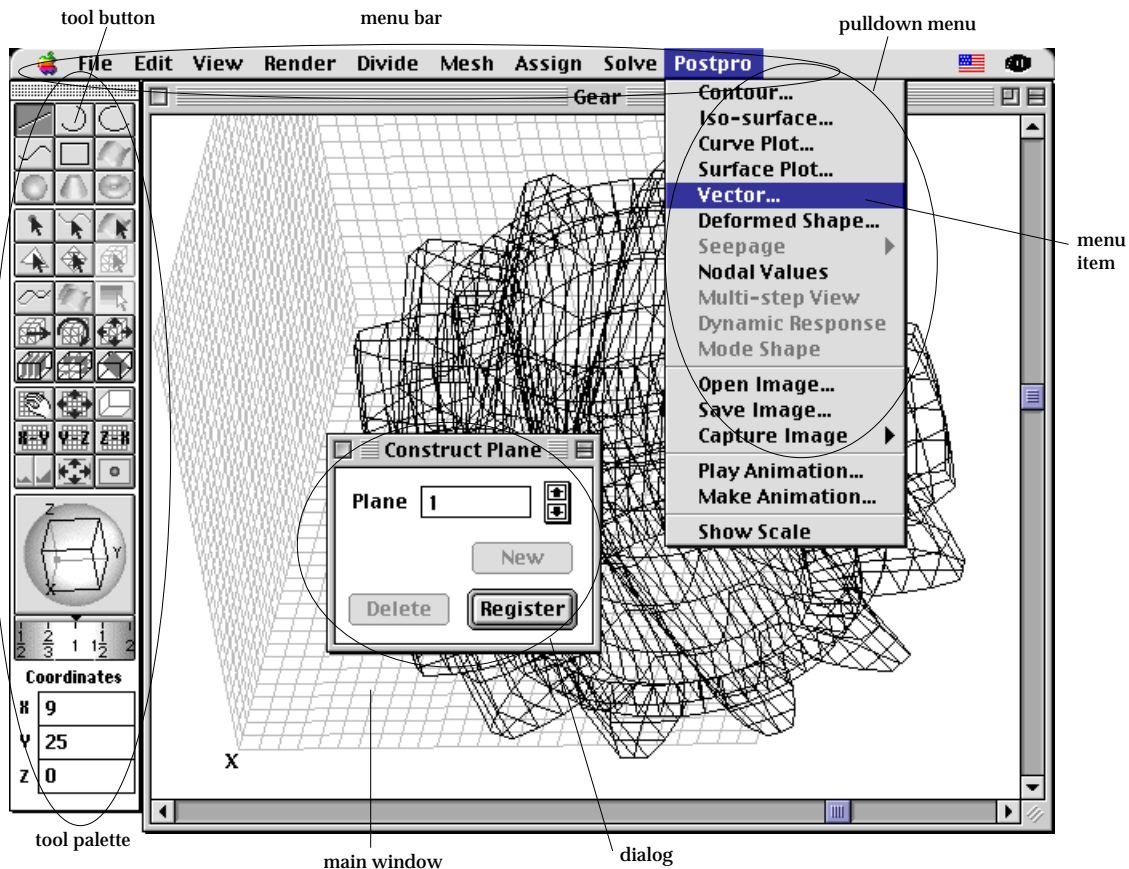 tool button
menu bar
pulldown menu
File Edit View Render Divide Mesh Assign Solve Postpro
Gear
Contour...
Iso-surface...
Curve Plot...
Surface Plot...
Vector...
Deformed Shape...
Seepage
Nodal Values
Multi-step View
Dynamic Response
Mode Shape
Open Image...
Save Image...
Capture Image
Play Animation...
Make Animation...
Show Scale
menu
item
X-Y Y-Z Z-X
Z
Y
X
1/2 2/3 1 1 1/2 2
Coordinates
X 9
Y 25
Z 0
Construct Plane
Plane 1
New
Delete Register
X
tool palette
main window
dialog